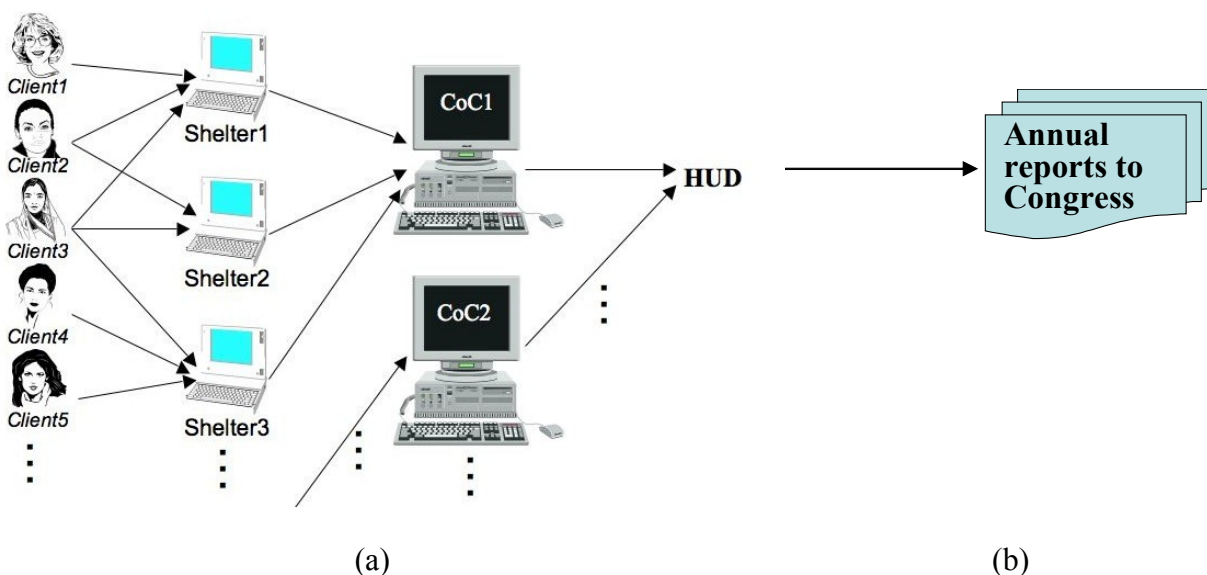 Client1
Client2
Client3
Client4
Client5
Shelter1
Shelter2
Shelter3
CoC1
CoC2
HUD
Annual
reports to
Congress
(a)
(b)